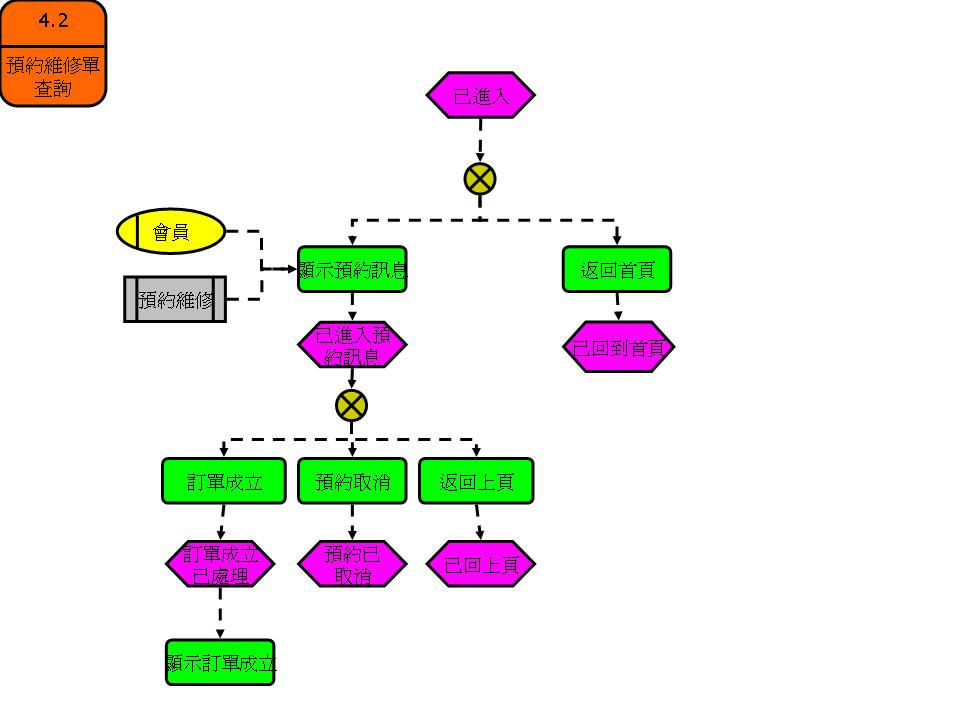 4.2
預約維修單
查詢
已進入
會員
預約維修
顯示預約訊息
返回首頁
已進入預
約訊息
已回到首頁
訂單成立
預約取消
返回上頁
訂單成立
已處理
預約已
取消
已回上頁
顯示訂單成立